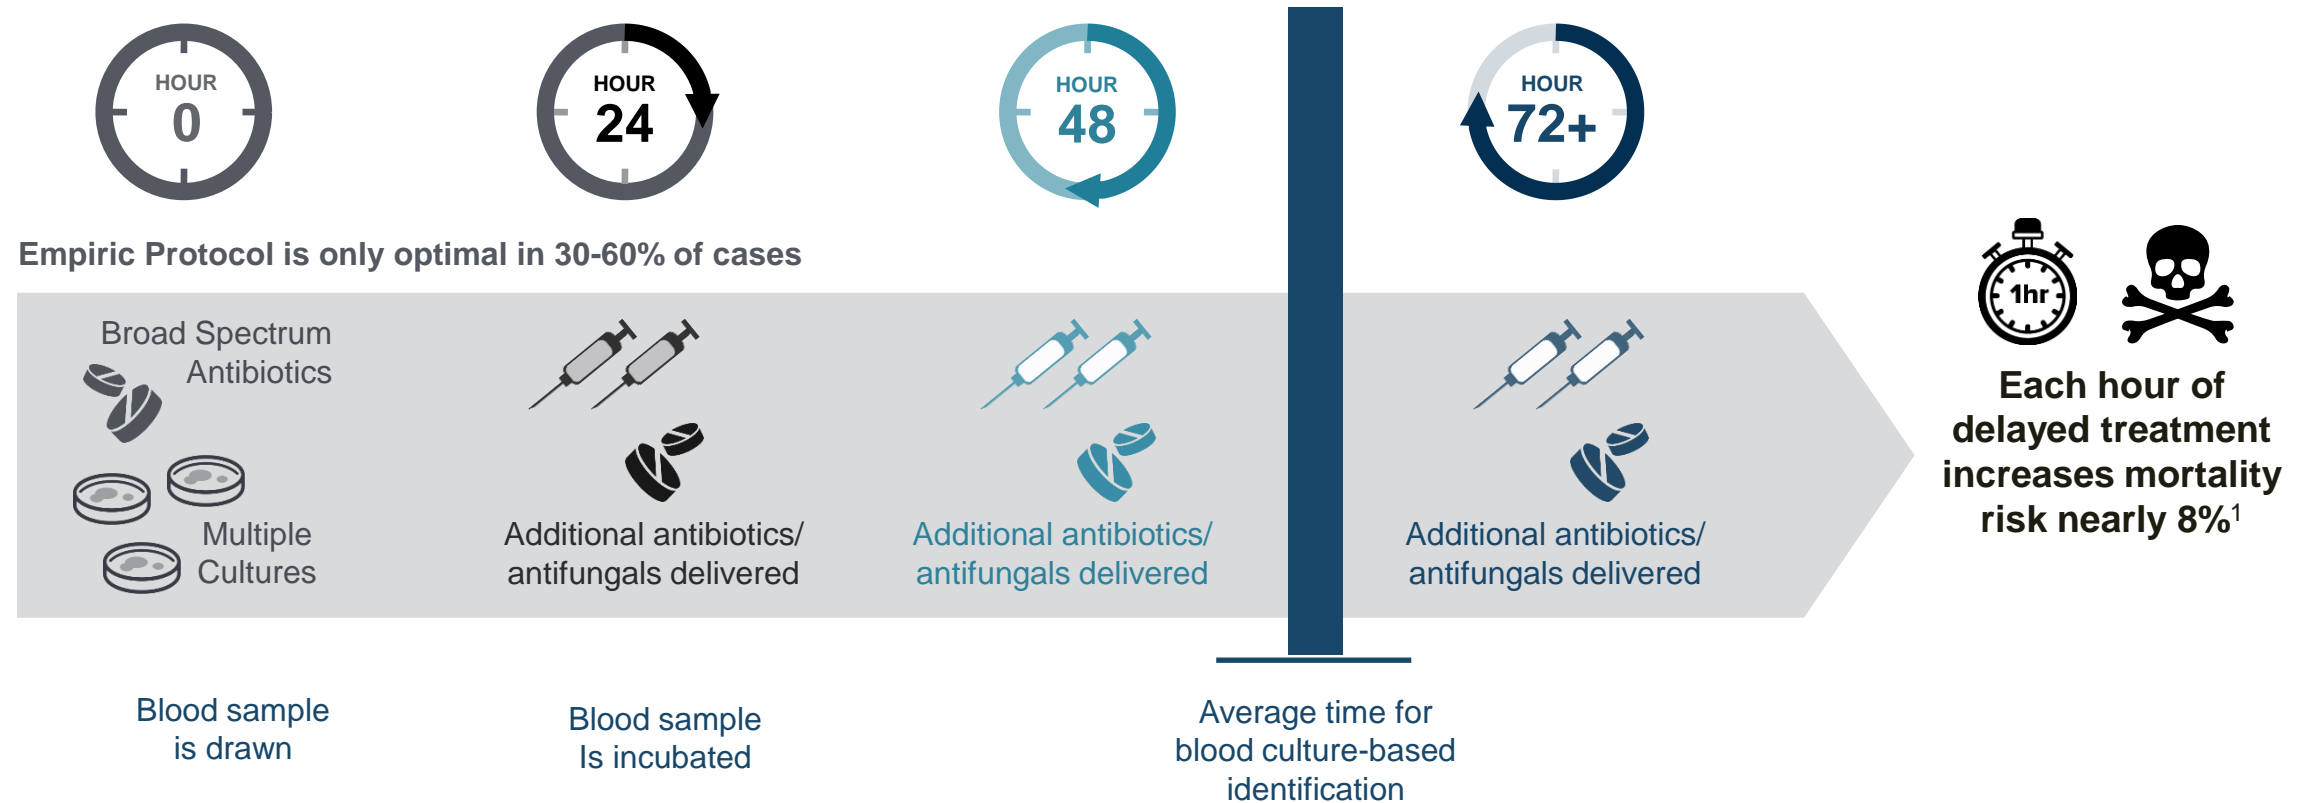 HOUR
0
HOUR
24
HOUR
48
HOUR
72+
Empiric Protocol is only optimal in 30-60% of cases
Broad Spectrum
Antibiotics
Multiple
Cultures
Additional antibiotics/
antifungals delivered
Additional antibiotics/
antifungals delivered
Additional antibiotics/
antifungals delivered
1hr
Each hour of
delayed treatment
increases mortality
risk nearly 8%¹
Blood sample
is drawn
Blood sample
Is incubated
Average time for
blood culture-based
identification